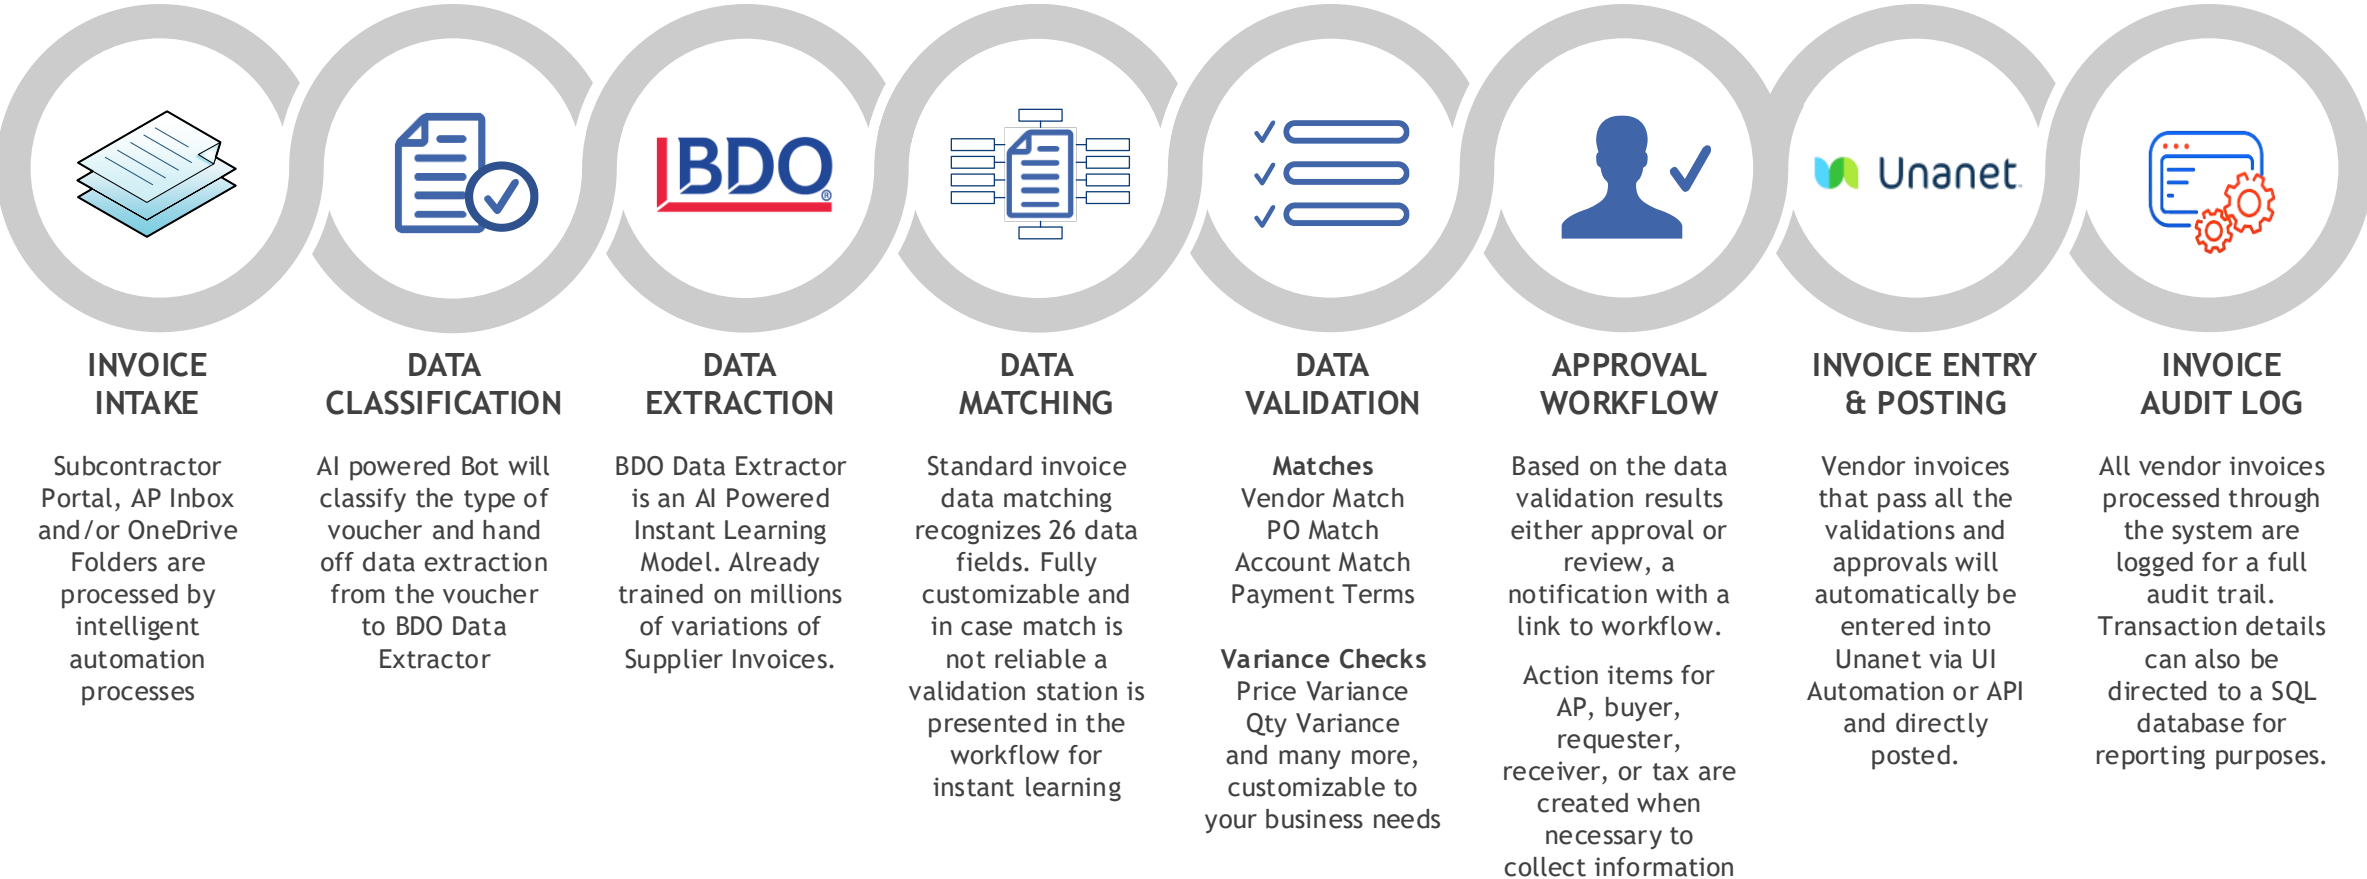 BDO
®
Unanet
INVOICE
INTAKE
Subcontractor
Portal, AP Inbox
and/or OneDrive
Folders are
processed by
intelligent
automation
processes
DATA
CLASSIFICATION
AI powered Bot will
classify the type of
voucher and hand
off data extraction
from the voucher
to BDO Data
Extractor
DATA
EXTRACTION
BDO Data Extractor
is an AI Powered
Instant Learning
Model. Already
trained on millions
of variations of
Supplier Invoices.
DATA
MATCHING
Standard invoice
data matching
recognizes 26 data
fields. Fully
customizable and
in case match is
not reliable a
validation station is
presented in the
workflow for
instant learning
DATA
VALIDATION
Matches
Vendor Match
PO Match
Account Match
Payment Terms
Variance Checks
Price Variance
Qty Variance
and many more,
customizable to
your business needs
APPROVAL
WORKFLOW
Based on the data
validation results
either approval or
review, a
notification with a
link to workflow.
Action items for
AP, buyer,
requester,
receiver, or tax are
created when
necessary to
collect information
INVOICE ENTRY
& POSTING
Vendor invoices
that pass all the
validations and
approvals will
automatically be
entered into
Unanet via UI
Automation or API
and directly
posted.
INVOICE
AUDIT LOG
All vendor invoices
processed through
the system are
logged for a full
audit trail.
Transaction details
can also be
directed to a SQL
database for
reporting purposes.